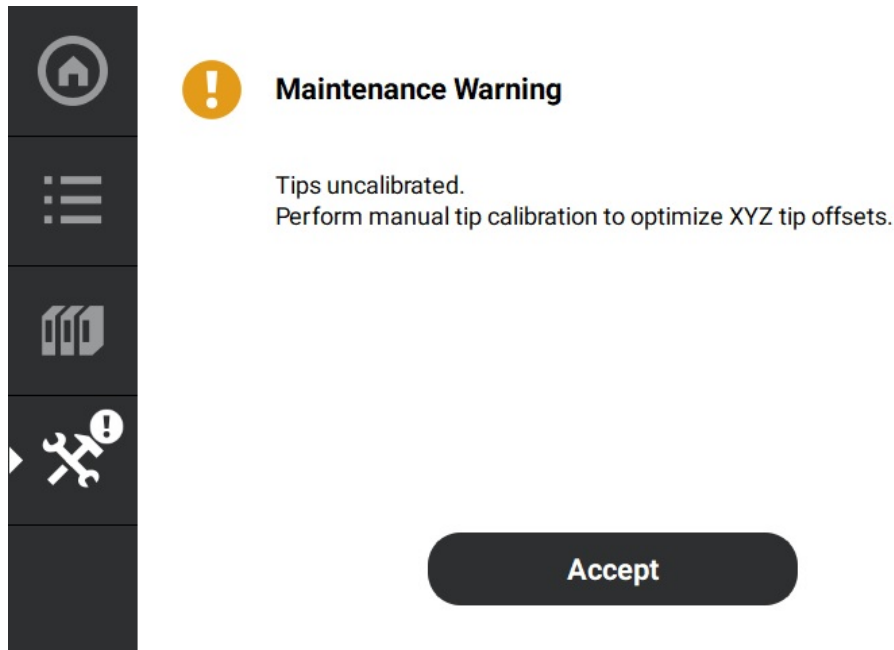 Maintenance Warning
Tips uncalibrated.
Perform manual tip calibration to optimize XYZ tip offsets.
Accept